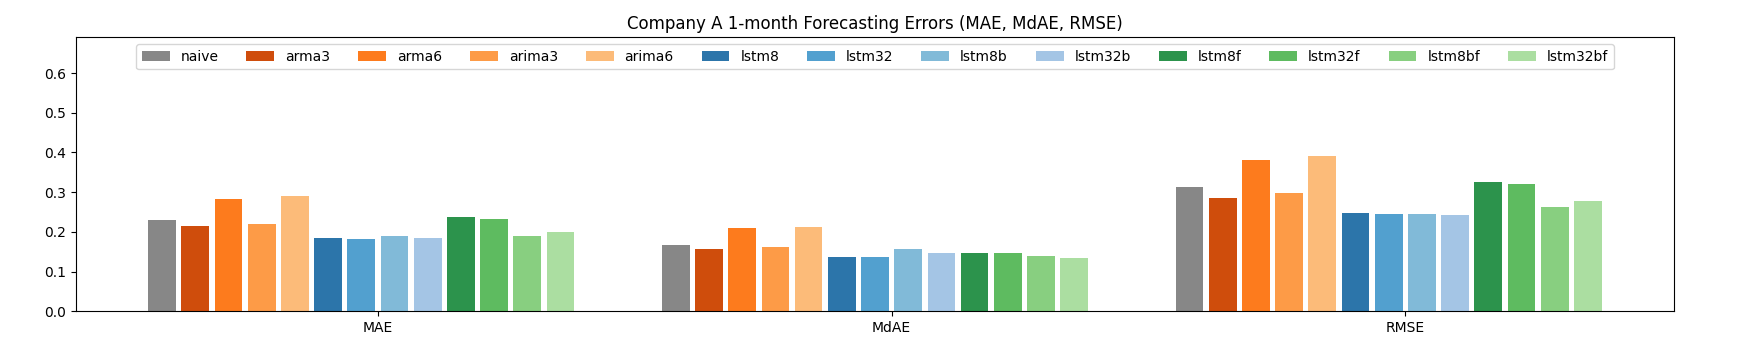 Company A 1-month Forecasting Errors (MAE, MdAE, RMSE)
naive arma3 arma6 arima3 arima6 lstm8 lstm32 lstm8b lstm32b lstm8f lstm32f lstm8bf lstm32bf
0.6
0.5
0.4
0.3
0.2
0.1
0.0
MAE MdAE RMSE